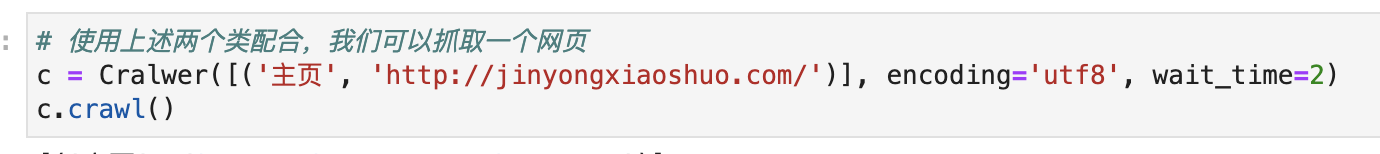 # 使用上述两个类配合，我们可以抓取一个网页
c = Cralwer([('主页', 'http://jinyongxiaoshuo.com/')], encoding='utf8', wait_time=2)
c.crawl()